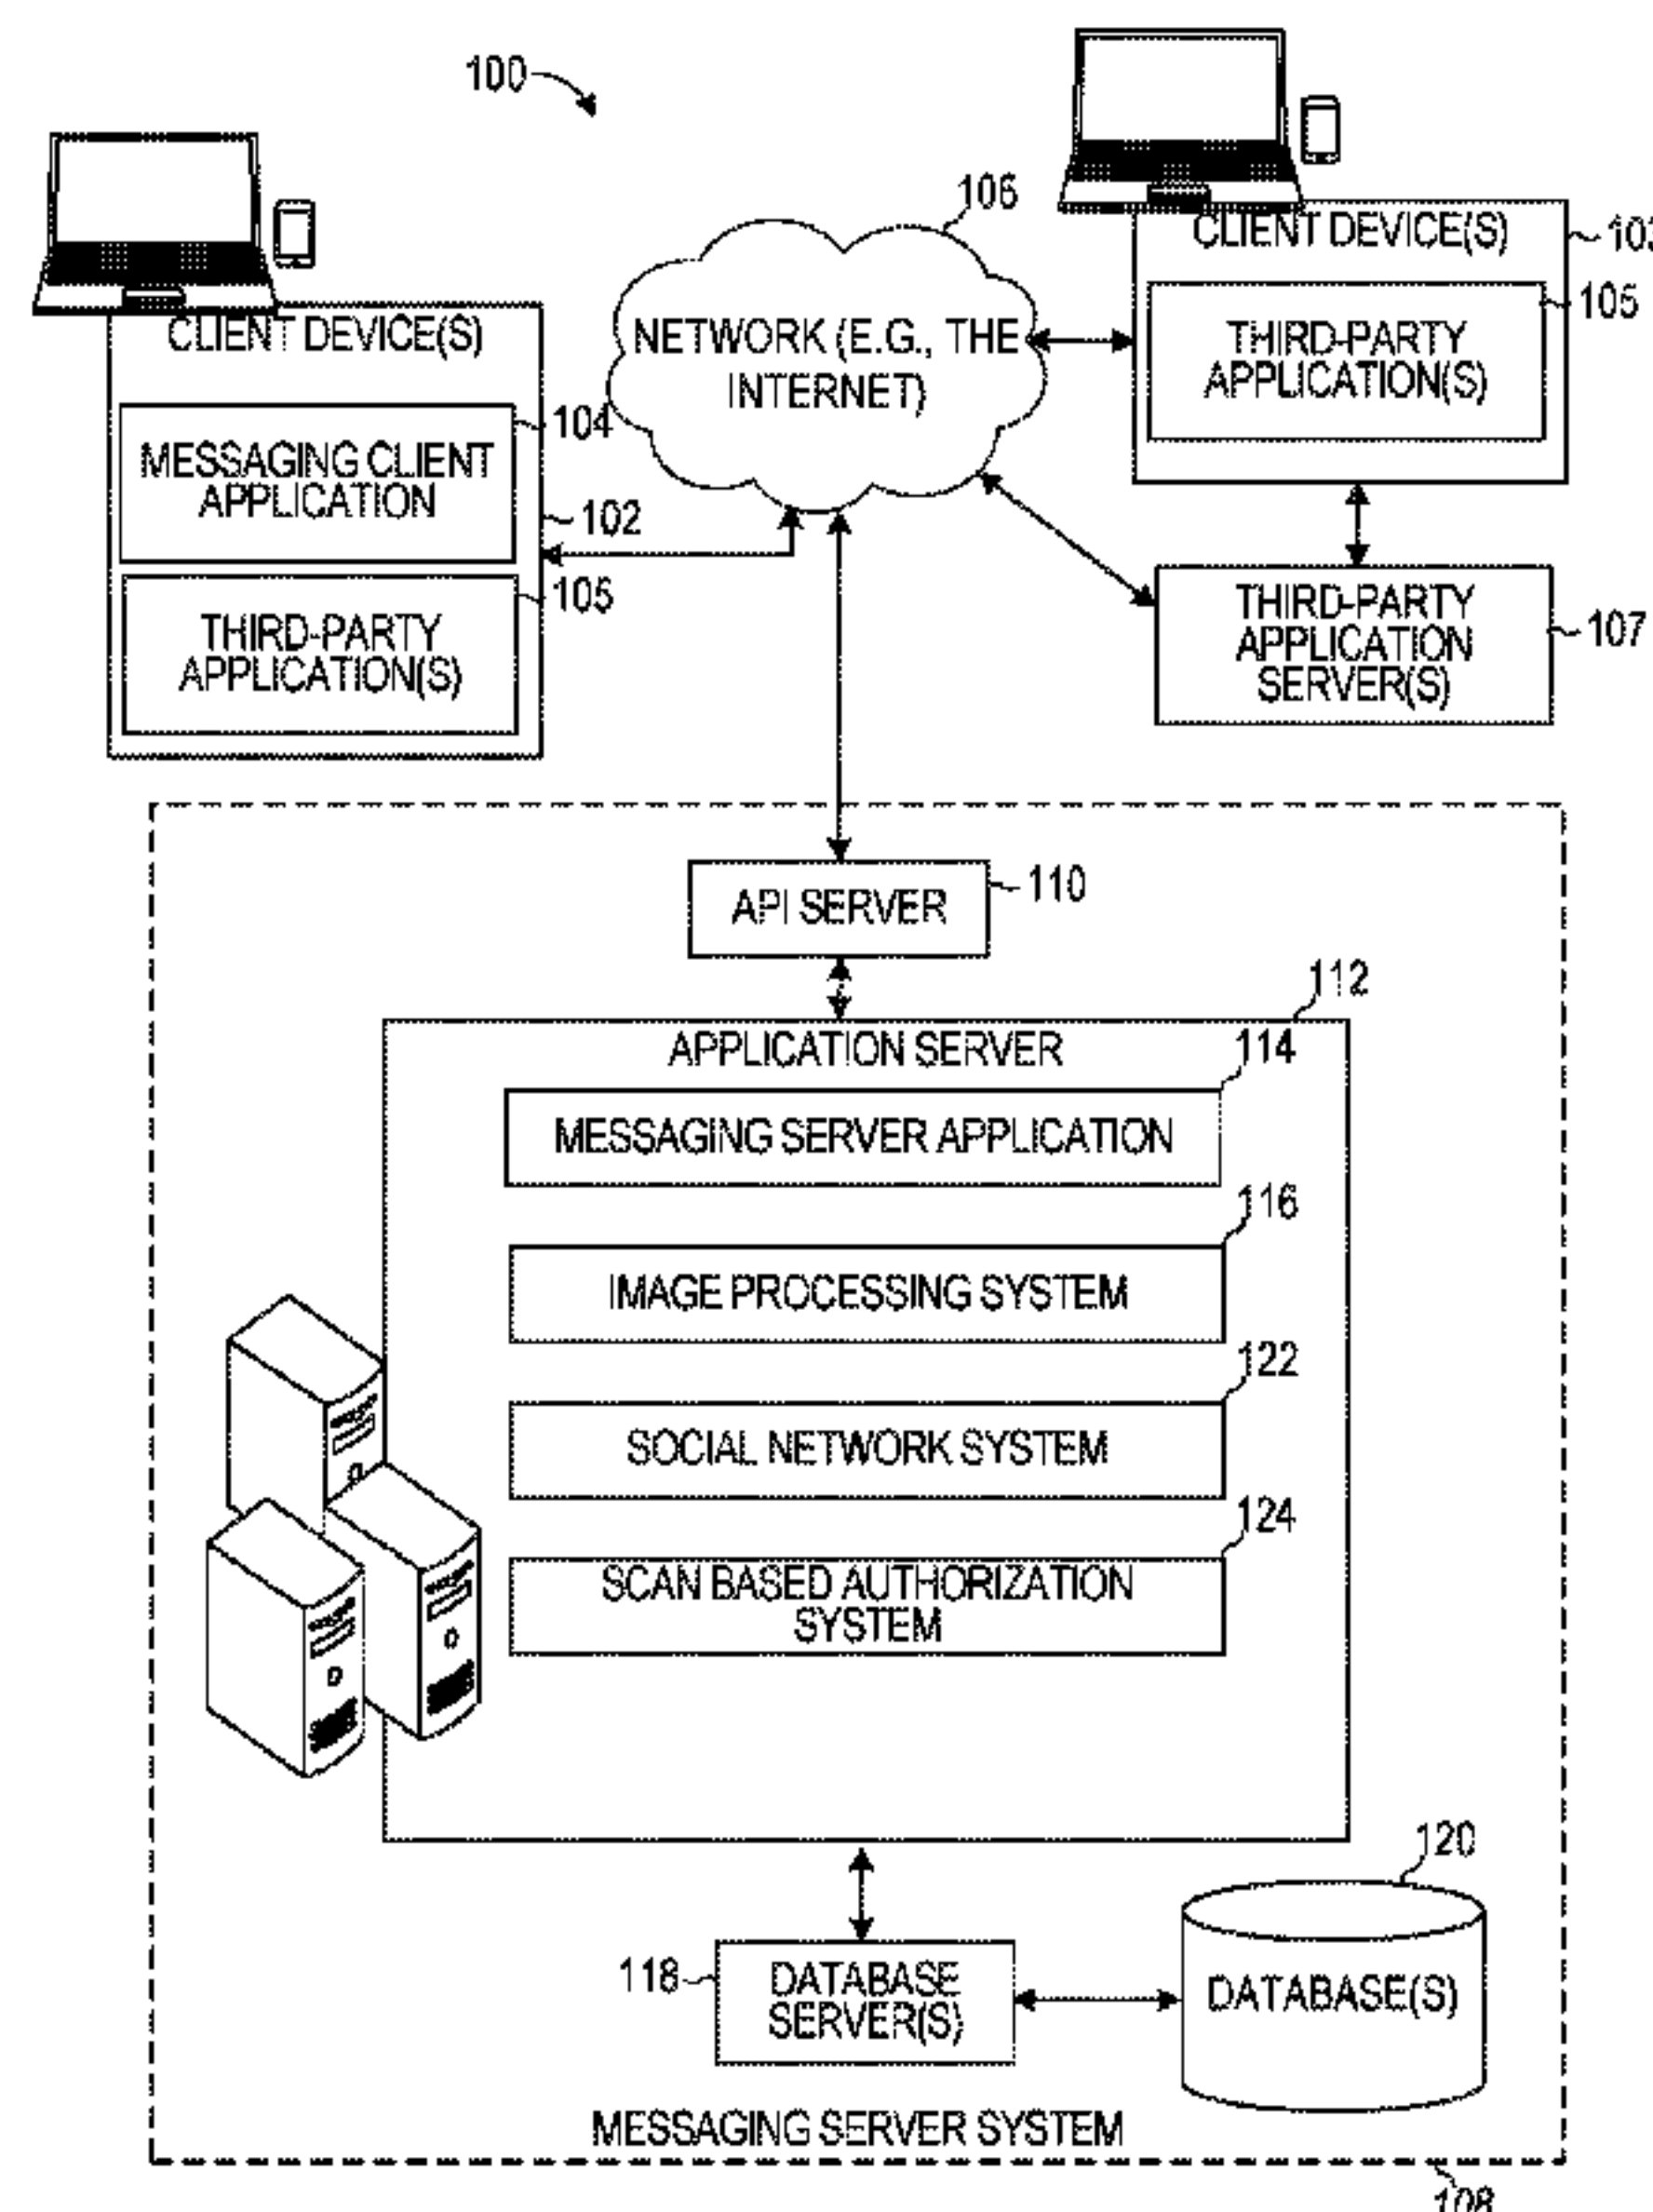 100
106
CLIENT DEVICE(S)
103
105
THIRD-PARTY
APPLICATION(S)
CLIENT DEVICE(S)
NETWORK (E.G., THE
INTERNET)
104
MESSAGING CLIENT
APPLICATION
102
105
THIRD-PARTY
APPLICATION(S)
THIRD-PARTY
APPLICATION
SERVER(S)
107
API SERVER
110
112
APPLICATION SERVER
114
MESSAGING SERVER APPLICATION
116
IMAGE PROCESSING SYSTEM
122
SOCIAL NETWORK SYSTEM
124
SCAN BASED AUTHORIZATION
SYSTEM
120
118
DATABASE
SERVER(S)
DATABASE(S)
MESSAGING SERVER SYSTEM
108